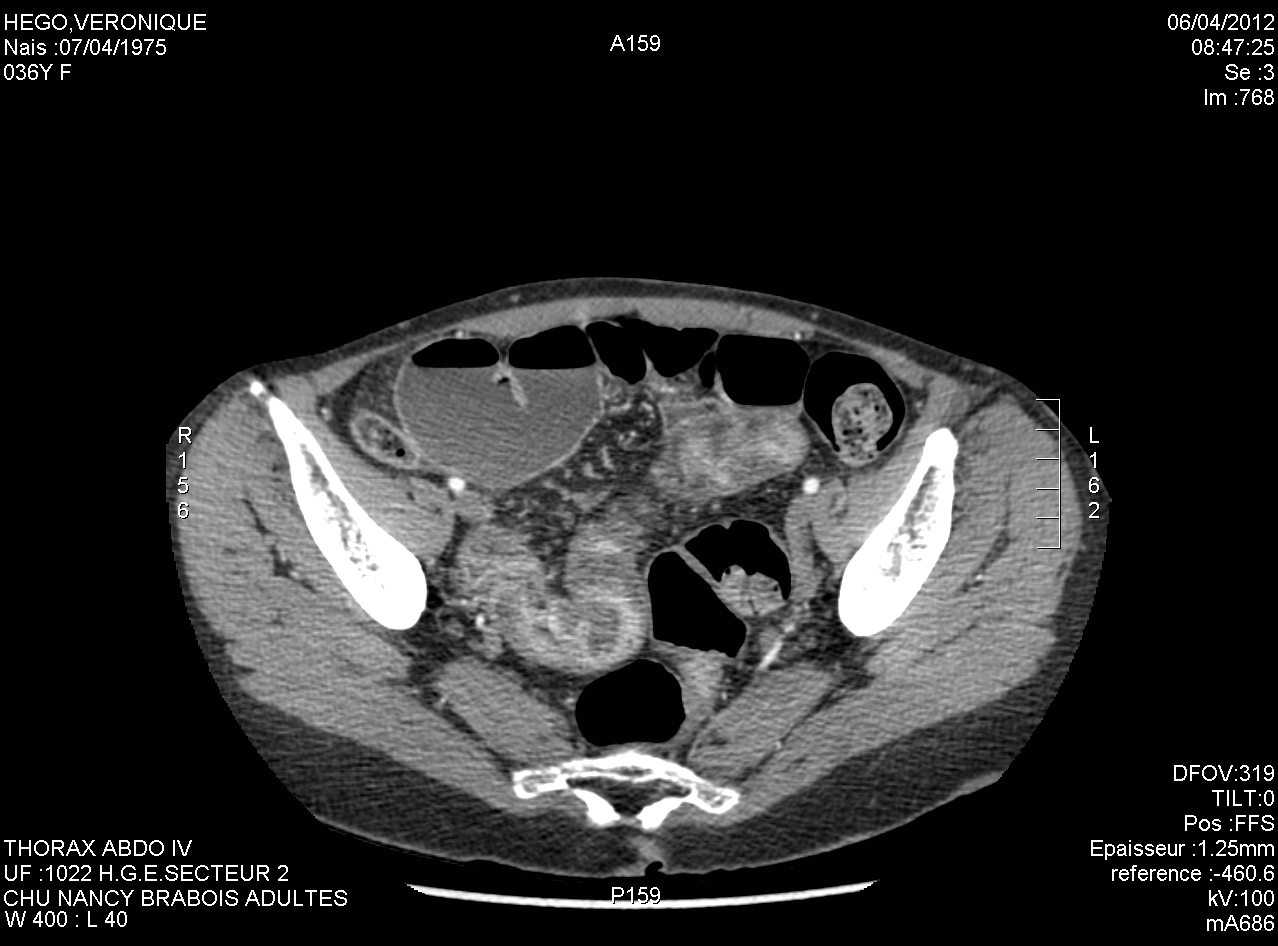 HEGO,VERONIQUE
Nais :07/04/1975
036Y F
A159
06/04/2012
08:47:25
Se :3
Im :768
R
1
5
6
L
1
6
2
THORAX ABDO IV
UF :1022 H.G.E.SECTEUR 2
CHU NANCY BRABOIS ADULTES
W 400 : L 40
P159
DFOV:319
TILT:0
Pos :FFS
Epaisseur :1.25mm
reference :-460.6
kV:100
mA686